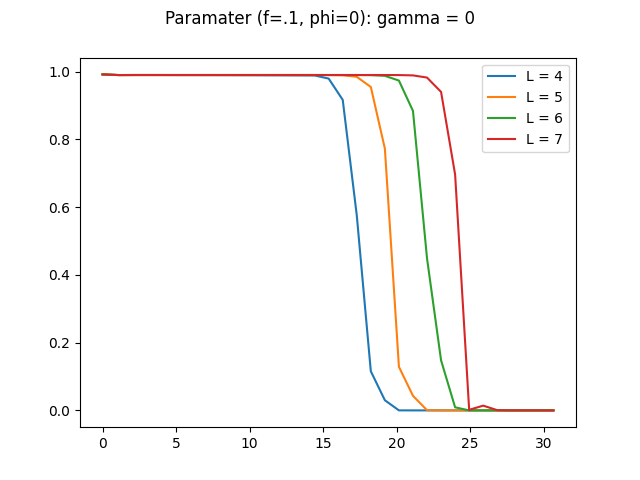 Paramater (f=.1, phi=0): gamma = 0
1.0
0.8
0.6
0.4
0.2
0.0
L = 4
L = 5
L = 6
L = 7
0 5 10 15 20 25 30